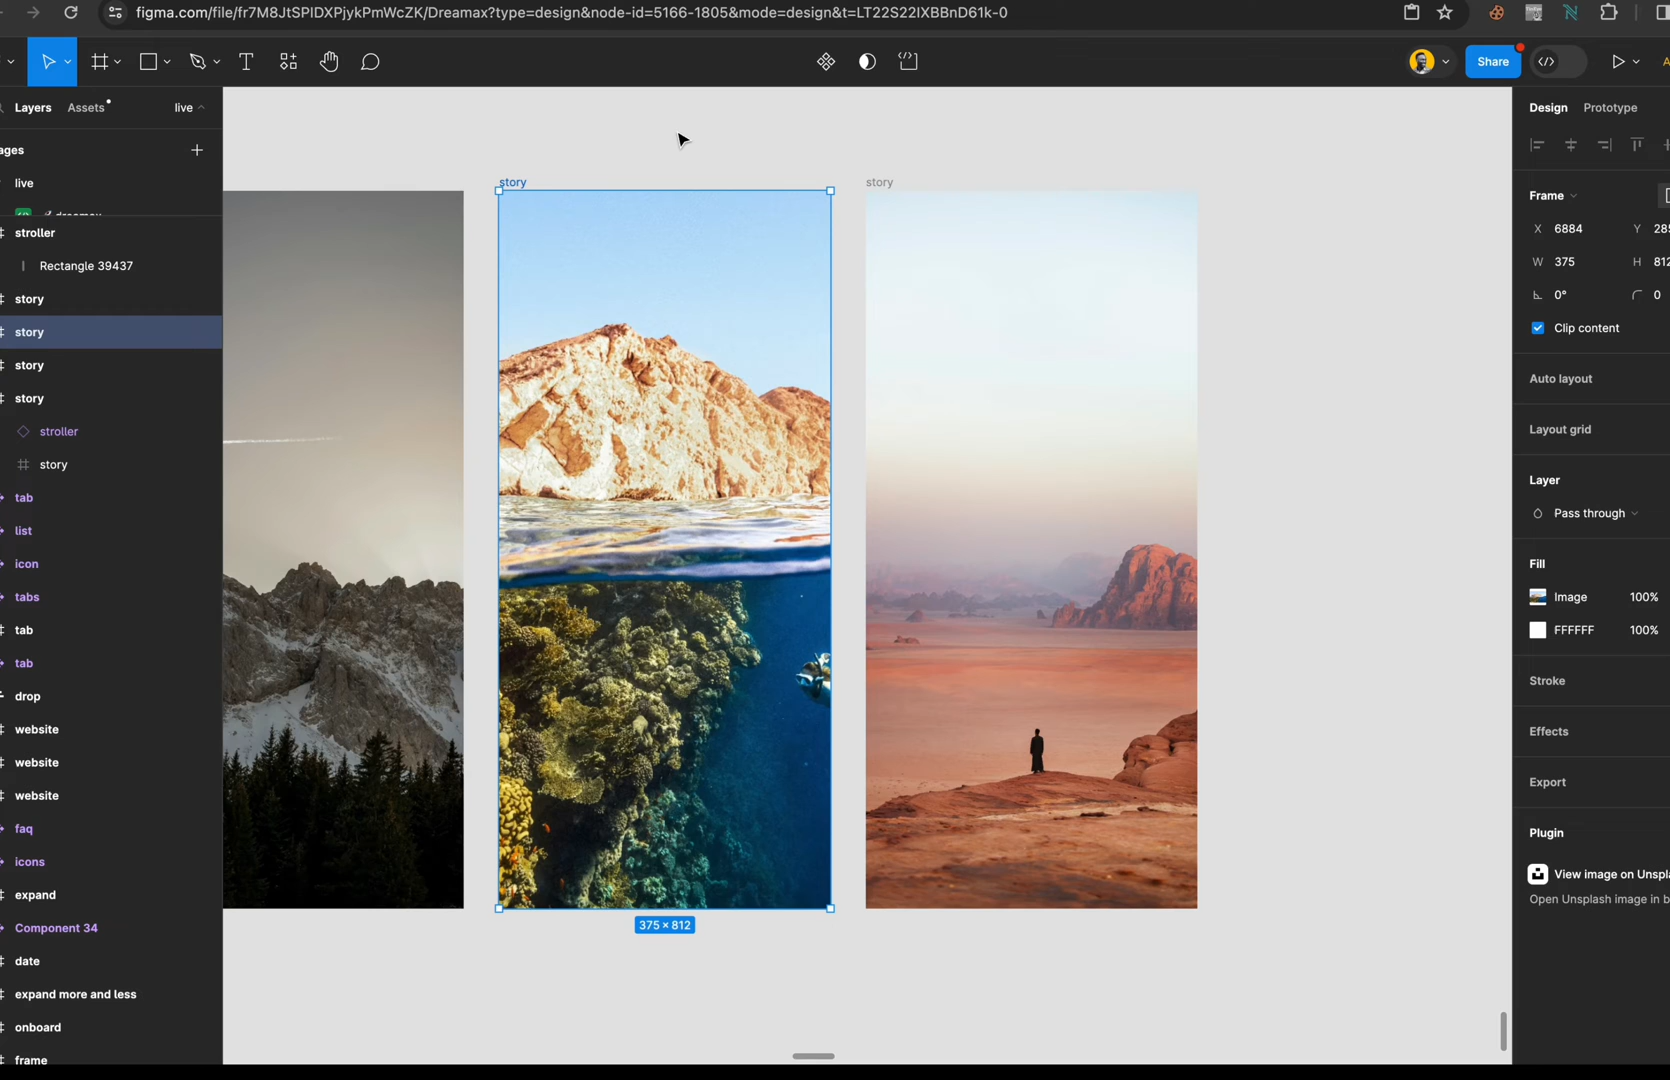 figma.com/file/fr7M8JtSPIDXPjykPmWcZK/Dreamax?type=design&node-id=5166-1805&mode=design&t=LT22S22IXBBnD61k-0
Share
Layers Assets live
ages
live
dreamax
stroller
Rectangle 39437
story
story
story
story
stroller
story
tab
list
icon
tabs
tab
tab
drop
website
website
website
faq
icons
expand
Component 34
date
expand more and less
onboard
frame
story
story
375 × 812
Design Prototype
Frame
X 6884 Y 285
W 375 H 812
0° 0
Clip content
Auto layout
Layout grid
Layer
Pass through
Fill
Image 100%
FFFFFF 100%
Stroke
Effects
Export
Plugin
View image on Unspla
Open Unsplash image in b